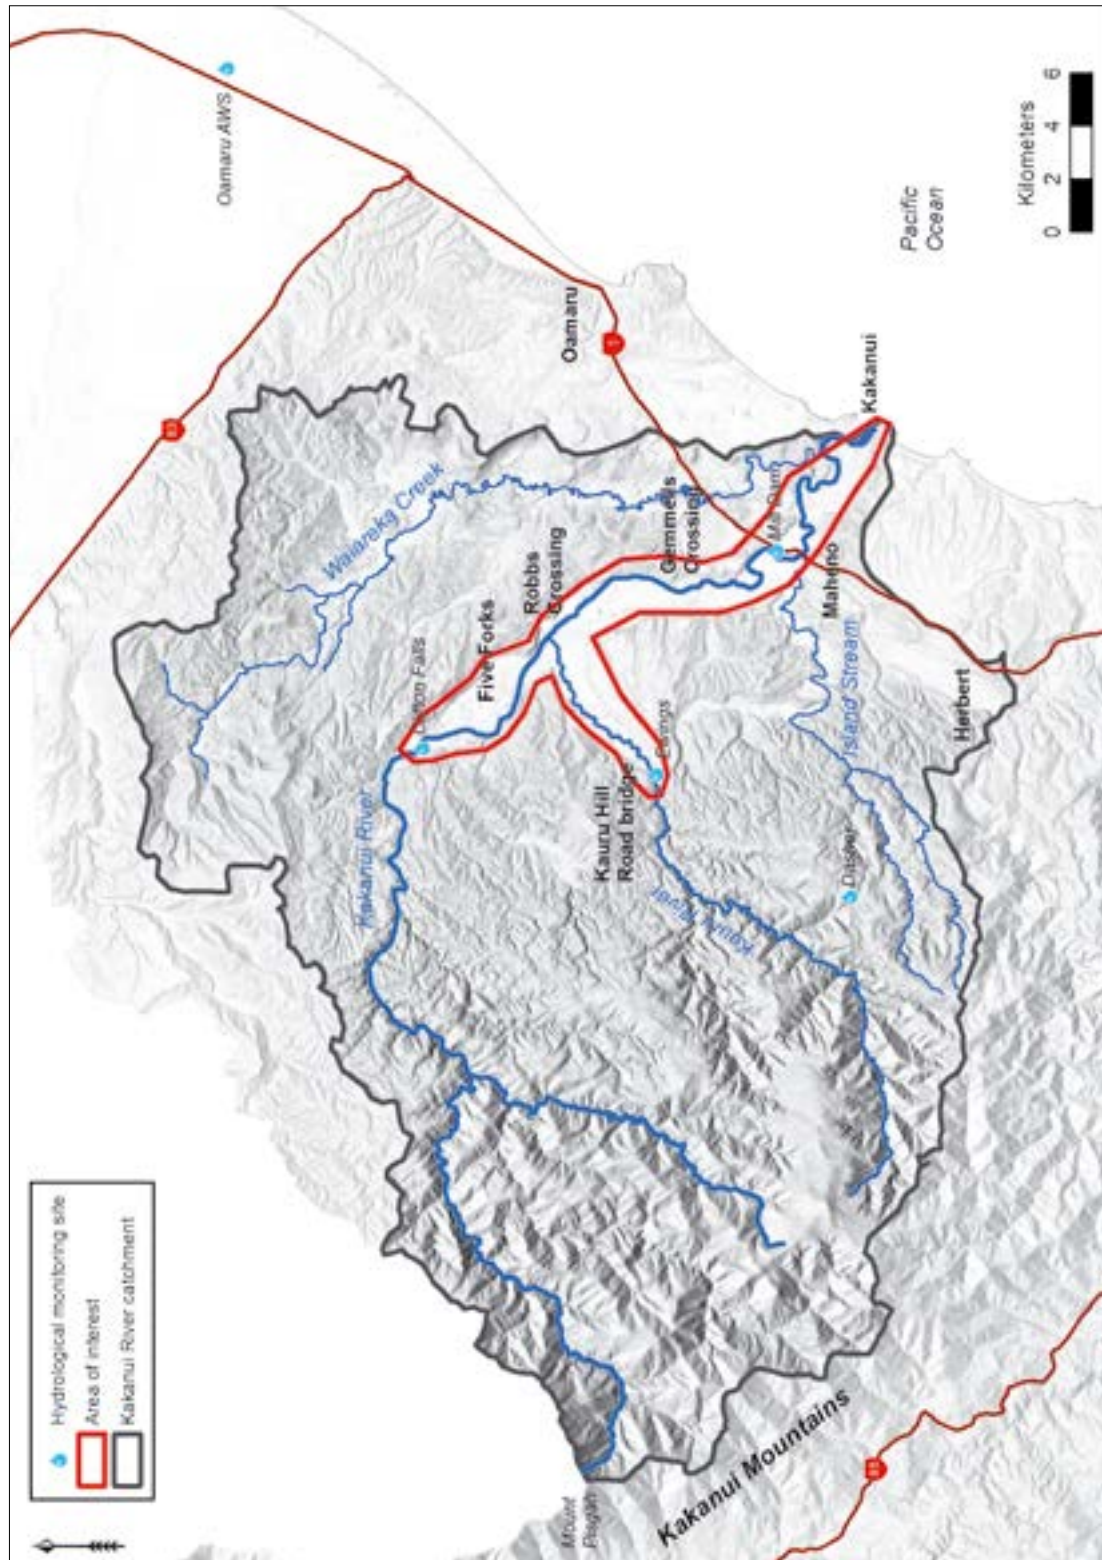 Hydrological monitoring site
Area of interest
Kakanui River catchment
Oamaru AWS
Waiareka Creek
Oamaru
1
Kakanui River
Clifton Falls
Five Forks
Robbs
Crossing
Gemmells
Crossing
Kauru Hill
Road bridge
Kauru River
Maheno
Kakanui
Island Stream
Herbert
Mount
Pisgah
Kakanui Mountains
Pacific
Ocean
Kilometers
0 2 4 6